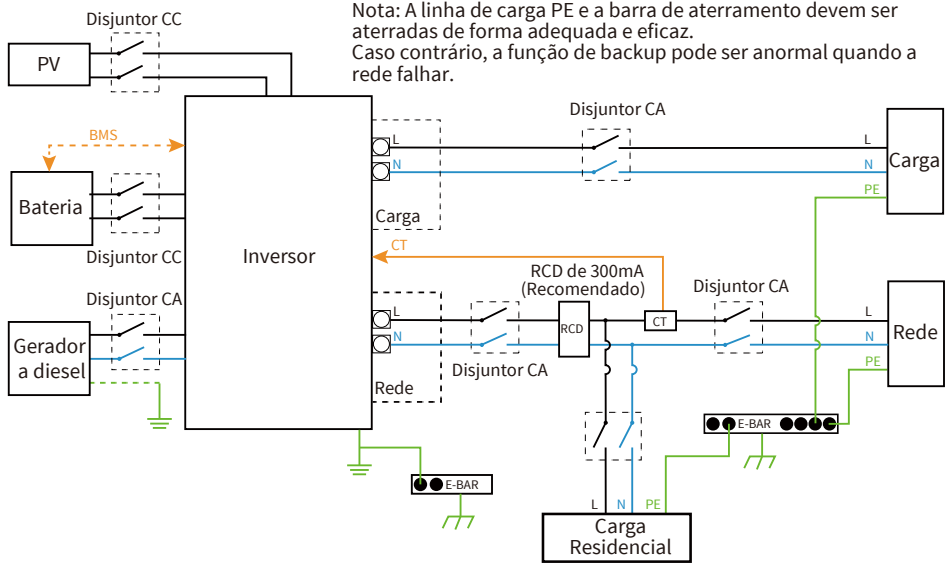 Disjuntor CC
Nota: A linha de carga PE e a barra de aterramento devem ser
aterradas de forma adequada e eficaz.
Caso contrário, a função de backup pode ser anormal quando a
rede falhar.
PV
Disjuntor CA
BMS
L
N
L
N
PE
Carga
Bateria
Carga
Disjuntor CC
Inversor
CT
RCD de 300mA
(Recomendado)
Disjuntor CA
Disjuntor CA
L
N
RCD
CT
L
N
PE
Rede
Gerador
a diesel
Disjuntor CA
Rede
E-BAR
E-BAR
L
N
PE
Carga
Residencial